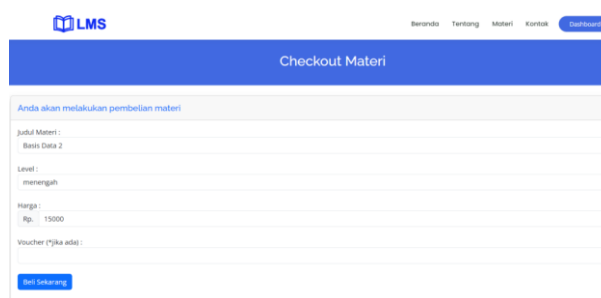 LMS
Beranda Tentang Materi Kontak Dashboard
Checkout Materi
Anda akan melakukan pembelian materi
Judul Materi :
Basis Data 2
Level :
menengah
Harga :
Rp. 15000
Voucher (*jika ada) :
Beli Sekarang